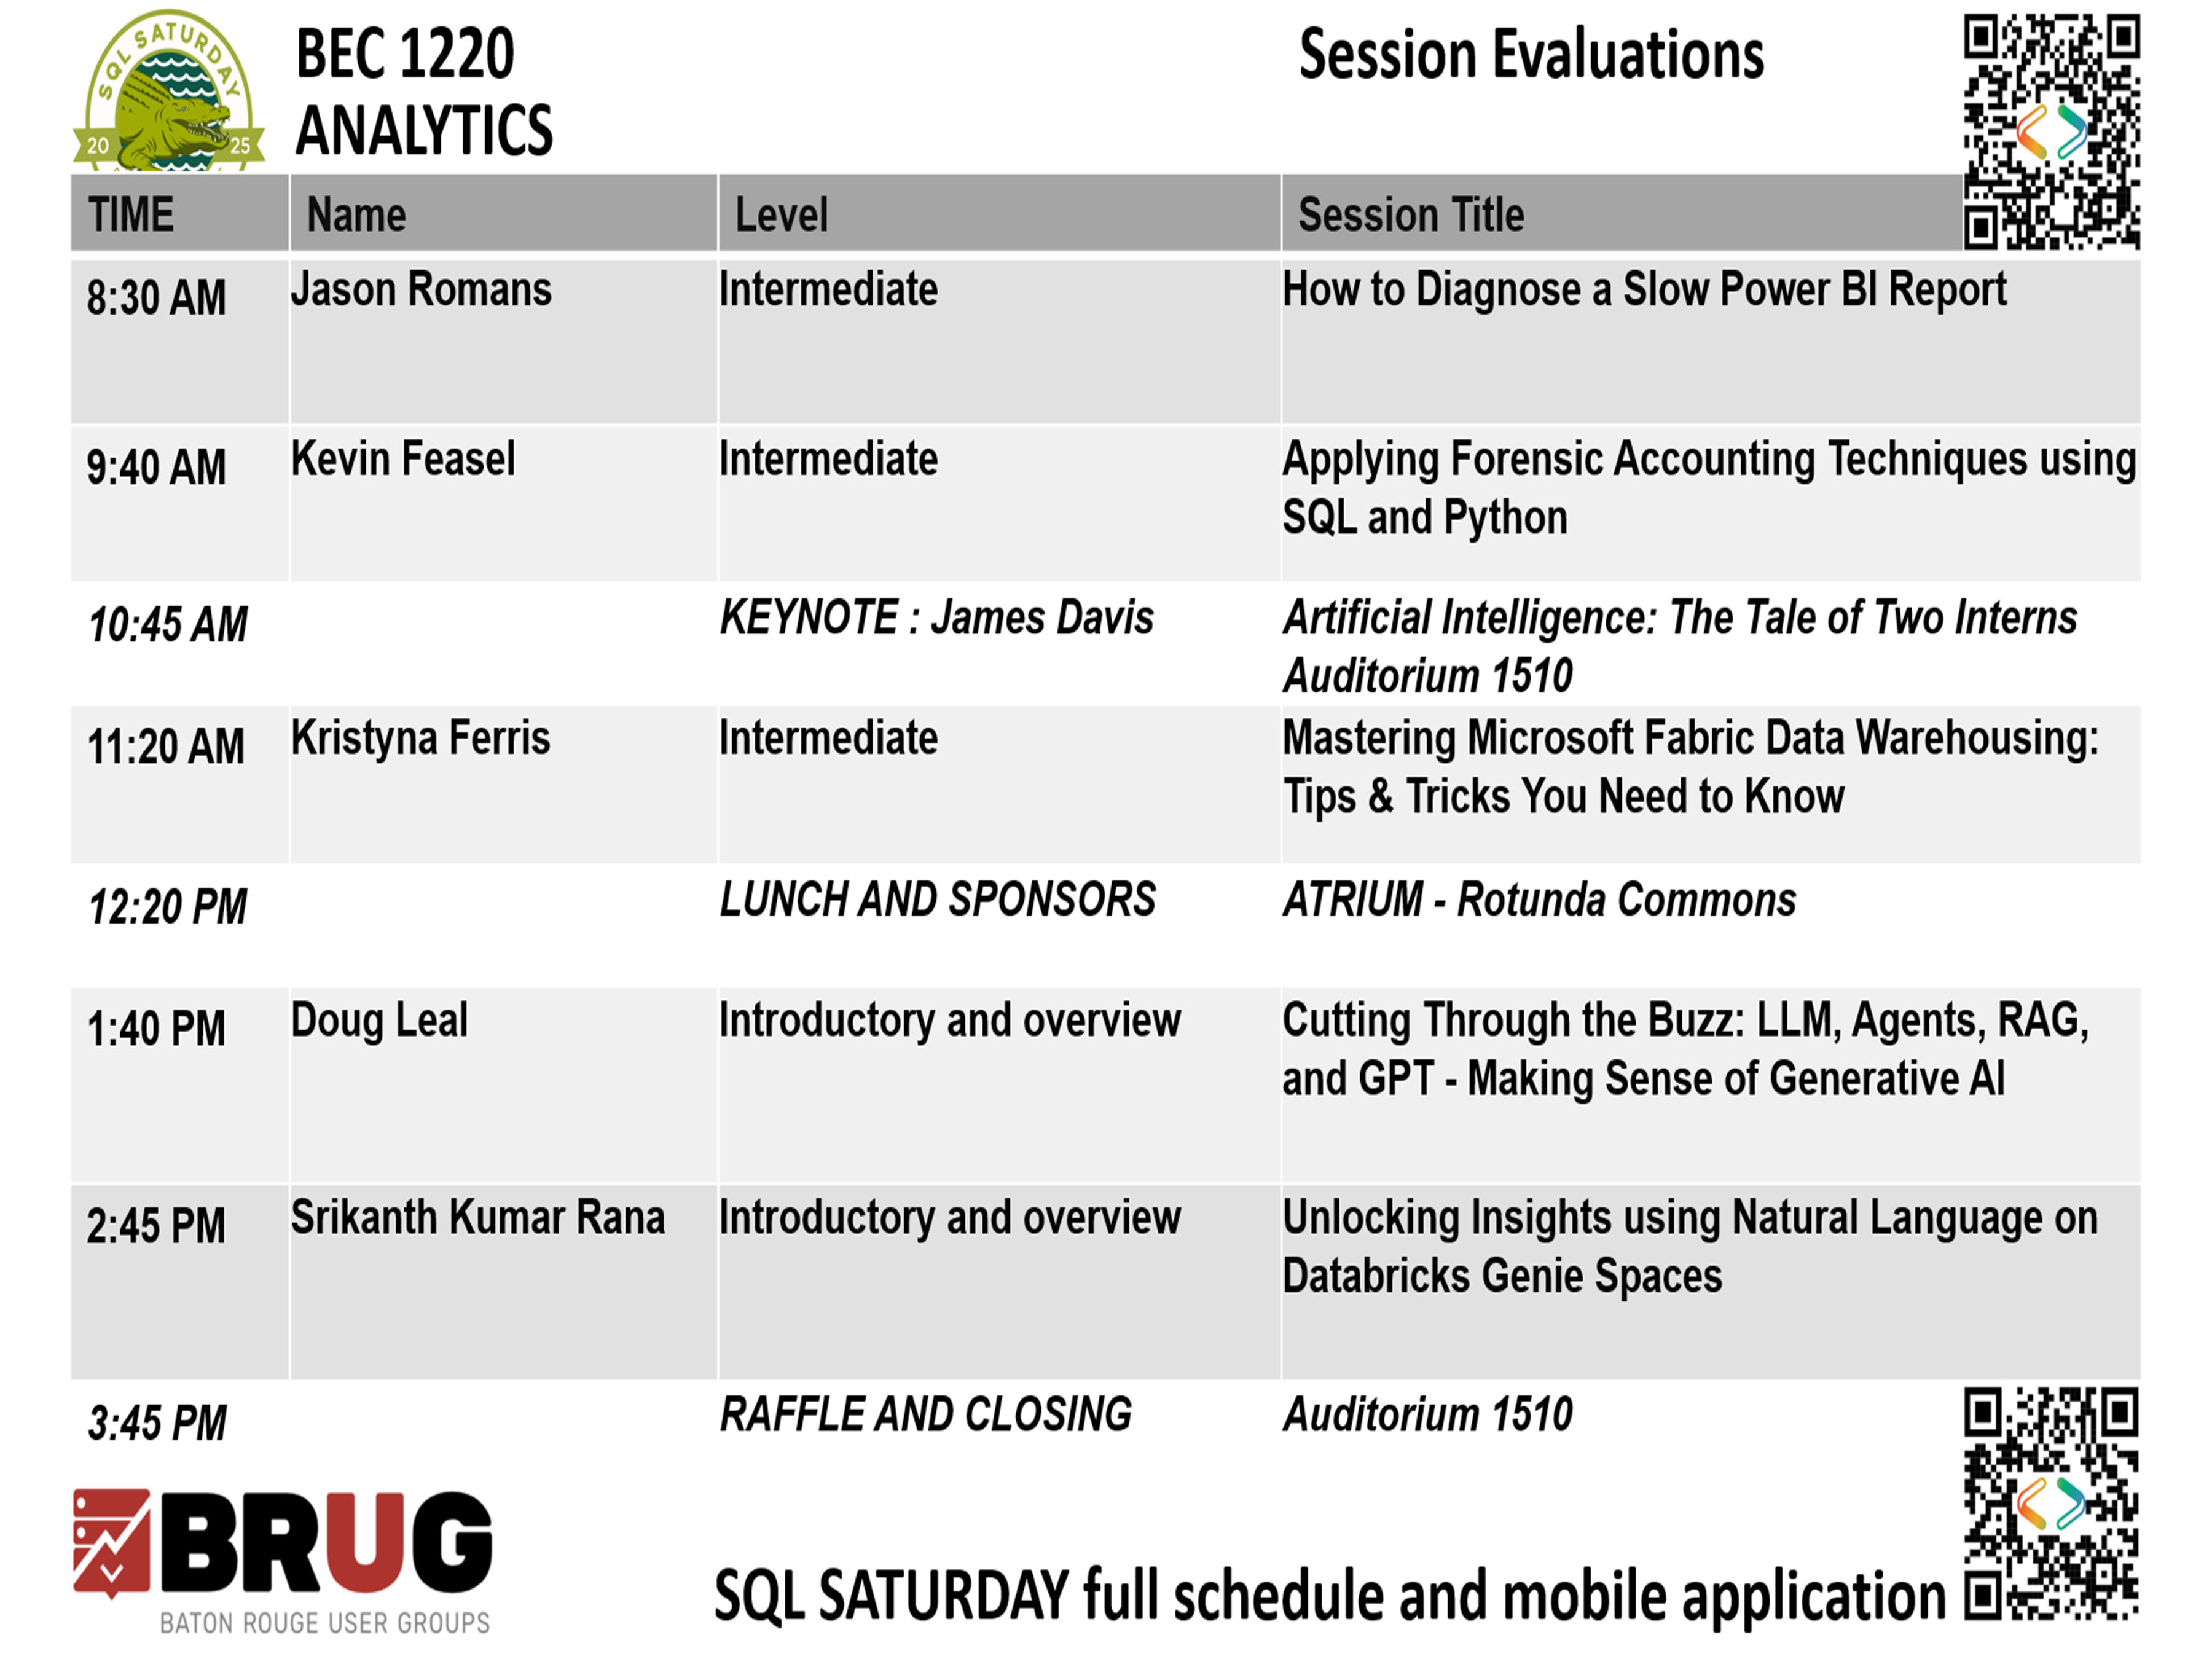 SQL SATURDAY
20 25
BEC 1220
ANALYTICS
Session Evaluations
TIME Name Level Session Title
8:30 AM Jason Romans Intermediate How to Diagnose a Slow Power BI Report
9:40 AM Kevin Feasel Intermediate Applying Forensic Accounting Techniques using
SQL and Python
10:45 AM KEYNOTE : James Davis Artificial Intelligence: The Tale of Two Interns
Auditorium 1510
11:20 AM Kristyna Ferris Intermediate Mastering Microsoft Fabric Data Warehousing:
Tips & Tricks You Need to Know
12:20 PM LUNCH AND SPONSORS ATRIUM - Rotunda Commons
1:40 PM Doug Leal Introductory and overview Cutting Through the Buzz: LLM, Agents, RAG,
and GPT - Making Sense of Generative AI
2:45 PM Srikanth Kumar Rana Introductory and overview Unlocking Insights using Natural Language on
Databricks Genie Spaces
3:45 PM RAFFLE AND CLOSING Auditorium 1510
BRUG
BATON ROUGE USER GROUPS
SQL SATURDAY full schedule and mobile application